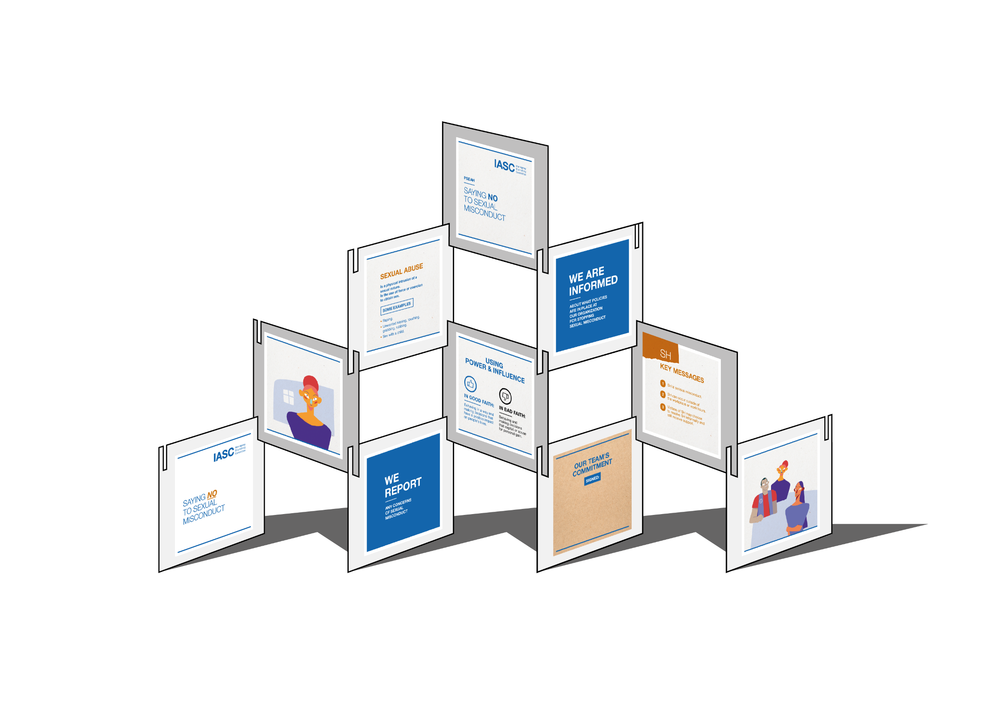 IASC Inter-Agency
Standing
Committee
PSEAH
SAYING NO
TO SEXUAL
MISCONDUCT
SEXUAL ABUSE
Is a physical intrusion of a
sexual nature.
Is the use of force or coercion
to obtain sex.
SOME EXAMPLES
• Raping.
• Unwanted kissing, touching,
grabbing, rubbing.
• Sex with a child.
WE ARE
INFORMED
ABOUT WHAT POLICIES
ARE IN PLACE AT
OUR ORGANIZATION
FOR STOPPING
SEXUAL MISCONDUCT
USING
POWER & INFLUENCE
IN GOOD FAITH:
Behaving in a way and
making decisions that
have a positive impact
on people's lives.
IN BAD FAITH:
Behaving and
making decisions
that exploit or abuse
for personal gain.
SH
KEY MESSAGES
1 SH is serious misconduct.
2 SH can occur outside of
the workplace or work hours.
3 Victims of SH may choose
to resolve SH informally and
still receive support.
IASC Inter-Agency
Standing
Committee
SAYING NO
TO SEXUAL
MISCONDUCT
WE
REPORT
ANY CONCERNS
OF SEXUAL
MISCONDUCT
OUR TEAM'S
COMMITMENT
SIGNED: